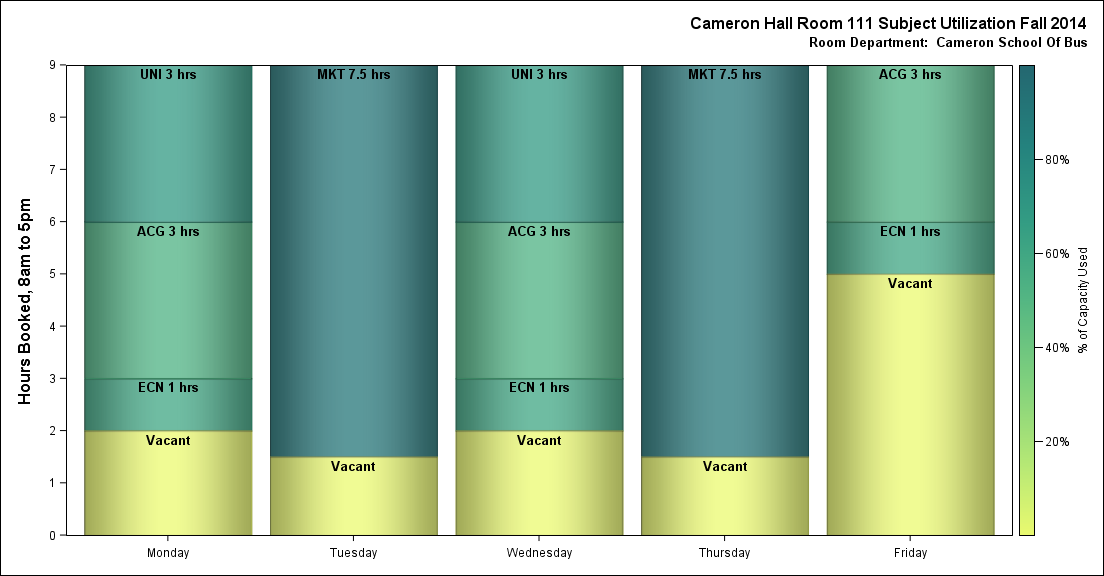 Cameron Hall Room 111 Subject Utilization Fall 2014
Room Department: Cameron School Of Bus
Hours Booked, 8am to 5pm
9
8
7
6
5
4
3
2
1
0
UNI 3 hrs
ACG 3 hrs
ECN 1 hrs
Vacant
MKT 7.5 hrs
Vacant
UNI 3 hrs
ACG 3 hrs
ECN 1 hrs
Vacant
MKT 7.5 hrs
Vacant
ACG 3 hrs
ECN 1 hrs
Vacant
Monday
Tuesday
Wednesday
Thursday
Friday
80%
60%
40%
20%
% of Capacity Used